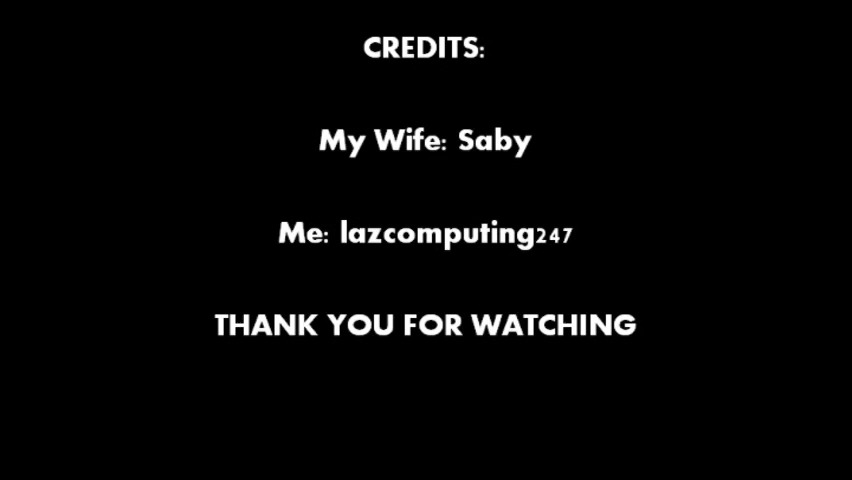 CREDITS:
My Wife: Saby
Me: lazcomputing247
THANK YOU FOR WATCHING